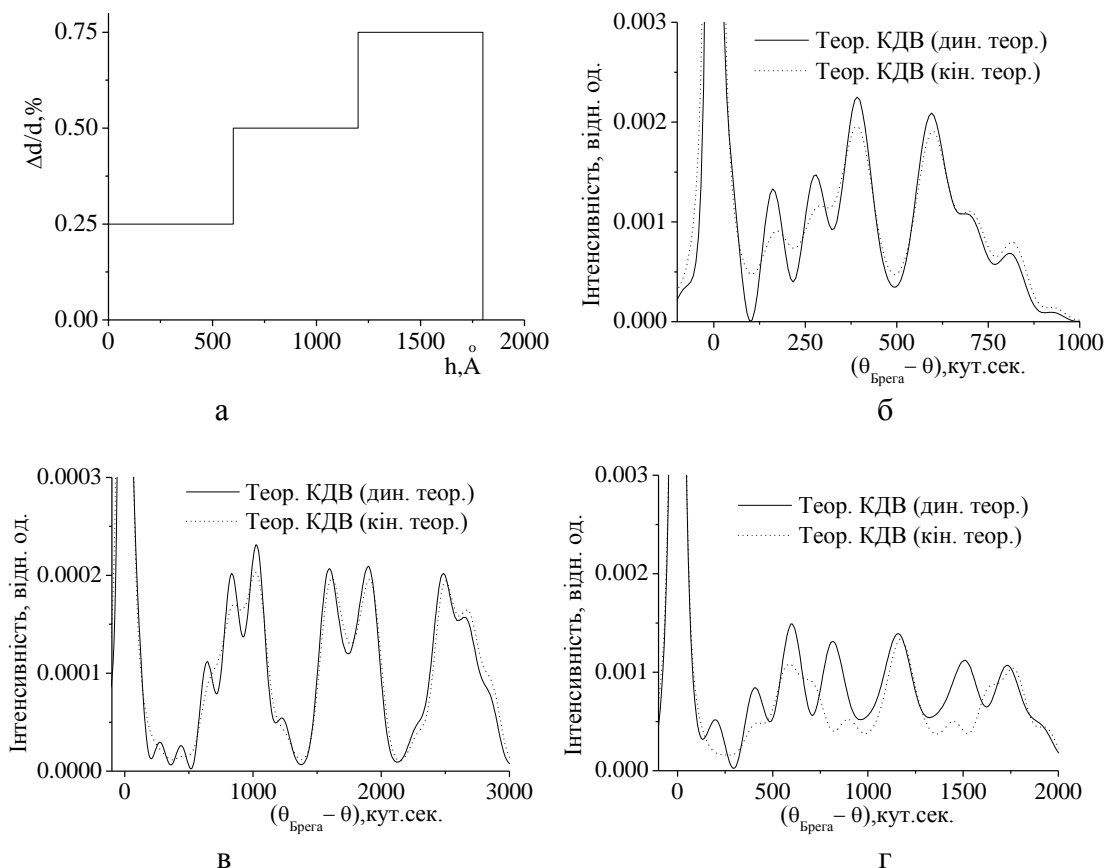 0.75
0.50
0.25
0.00
Δd/d,%
0
500
1000
1500
2000
h,Å
а
0.003
0.002
0.001
0.000
Інтенсивність, відн. од.
Теор. КДВ (дин. теор.)
Теор. КДВ (кін. теор.)
0
250
500
750
1000
(θБрега – θ),кут.сек.
б
0.0003
0.0002
0.0001
0.0000
Інтенсивність, відн. од.
Теор. КДВ (дин. теор.)
Теор. КДВ (кін. теор.)
0
1000
2000
3000
(θБрега – θ),кут.сек.
в
0.003
0.002
0.001
0.000
Інтенсивність, відн. од.
Теор. КДВ (дин. теор.)
Теор. КДВ (кін. теор.)
0
500
1000
1500
2000
(θБрега – θ),кут.сек.
г